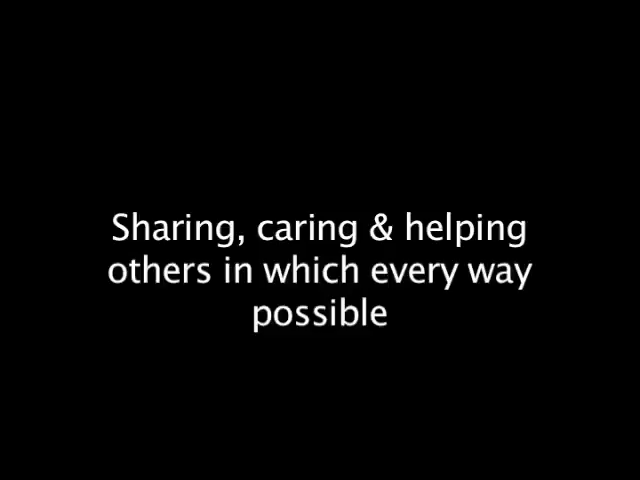 Sharing, caring & helping
others in which every way
possible